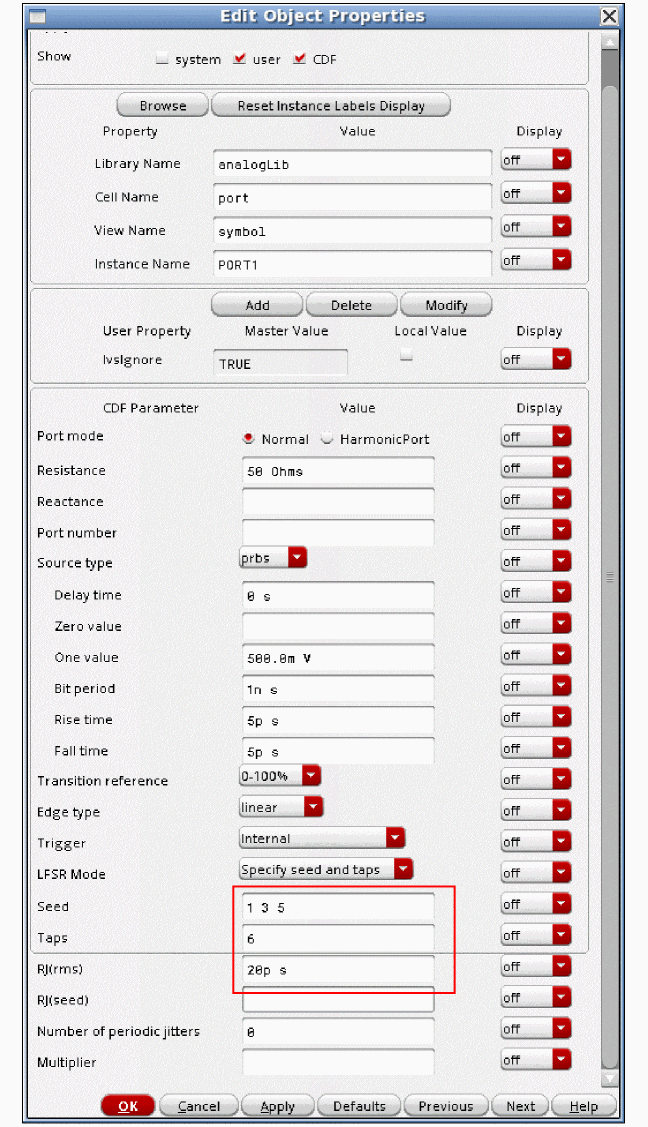 Edit Object Properties
Show system user CDF
Browse Reset Instance Labels Display
Property Value Display
Library Name analogLib off
Cell Name port off
View Name symbol off
Instance Name PORT1 off
Add Delete Modify
User Property Master Value Local Value Display
lvsIgnore TRUE off
CDF Parameter Value Display
Port mode Normal HarmonicPort off
Resistance 50 Ohms off
Reactance off
Port number off
Source type prbs off
Delay time 0 s off
Zero value off
One value 500.0m V off
Bit period 1n s off
Rise time 5p s off
Fall time 5p s off
Transition reference 0-100% off
Edge type linear off
Trigger Internal off
LFSR Mode Specify seed and taps off
Seed 1 3 5 off
Taps 6 off
RJ(rms) 20p s off
RJ(seed) off
Number of periodic jitters 0 off
Multiplier off
OK Cancel Apply Defaults Previous Next Help